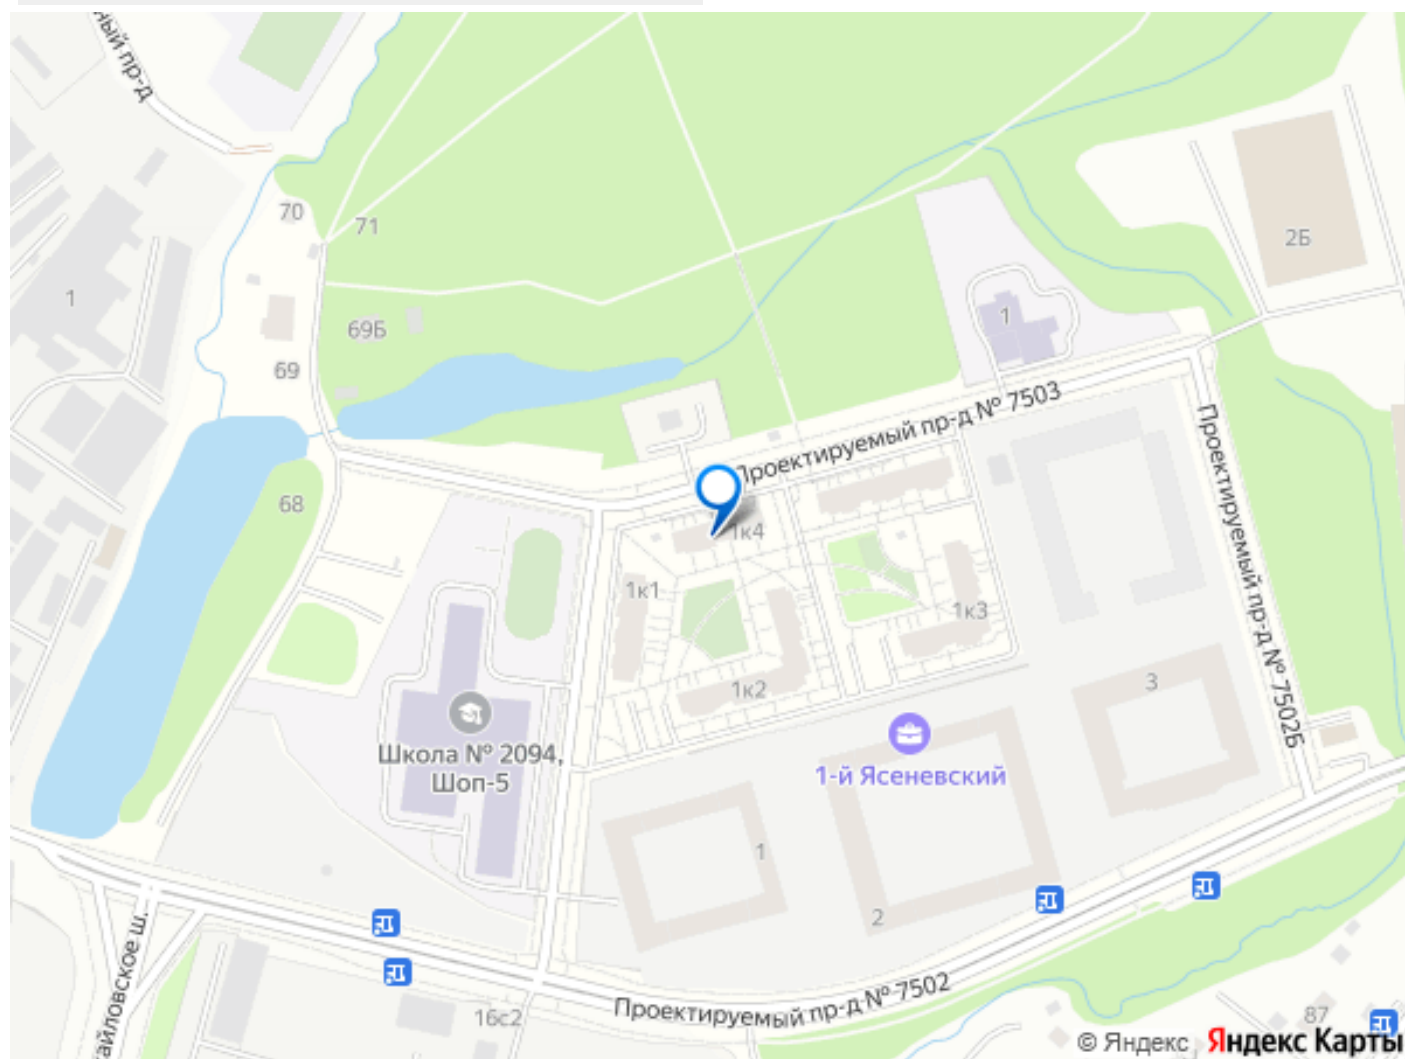 ный пр-д
70
71
2Б
1
1
69Б
69
Проектируемый пр-д № 7503
Проектируемый пр-д № 7502Б
68
1к4
1к1
1к3
1к2
3
Школа № 2094,
Шоп-5
1-й Ясеневский
1
2
айловское ш.
Проектируемый пр-д № 7502
16с2
87
© Яндекс Яндекс Карты